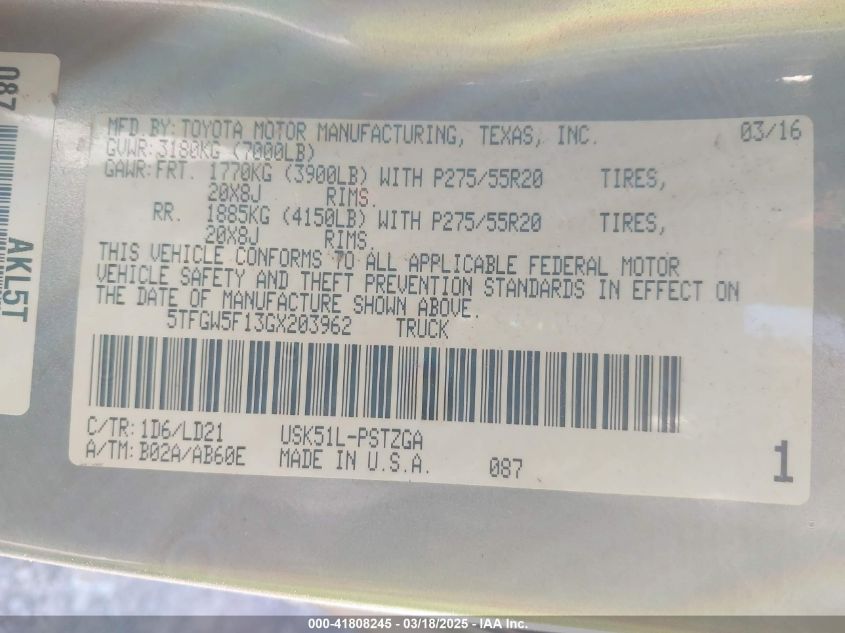 087
AKL5T
MFD BY: TOYOTA MOTOR MANUFACTURING, TEXAS, INC. 03/16
GVWR: 3180KG (7000LB)
GAWR: FRT. 1770KG (3900LB) WITH P275/55R20 TIRES,
20X8J RIMS.
RR. 1885KG (4150LB) WITH P275/55R20 TIRES,
20X8J RIMS.
THIS VEHICLE CONFORMS TO ALL APPLICABLE FEDERAL MOTOR
VEHICLE SAFETY AND THEFT PREVENTION STANDARDS IN EFFECT ON
THE DATE OF MANUFACTURE SHOWN ABOVE.
5TFGW5F13GX203962 TRUCK
C/TR: 1D6/LD21 USK51L-PSTZGA
A/TM: B02A/AB60E MADE IN U.S.A. 087 1
000-41808245 - 03/18/2025 - IAAI.COM